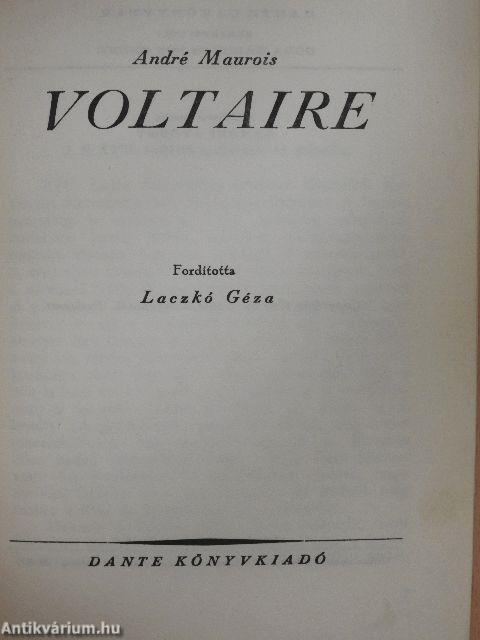 André Maurois
VOLTAIRE
Fordította
Laczkó Géza
DANTE KÖNYVKIADÓ
Antikvárium.hu